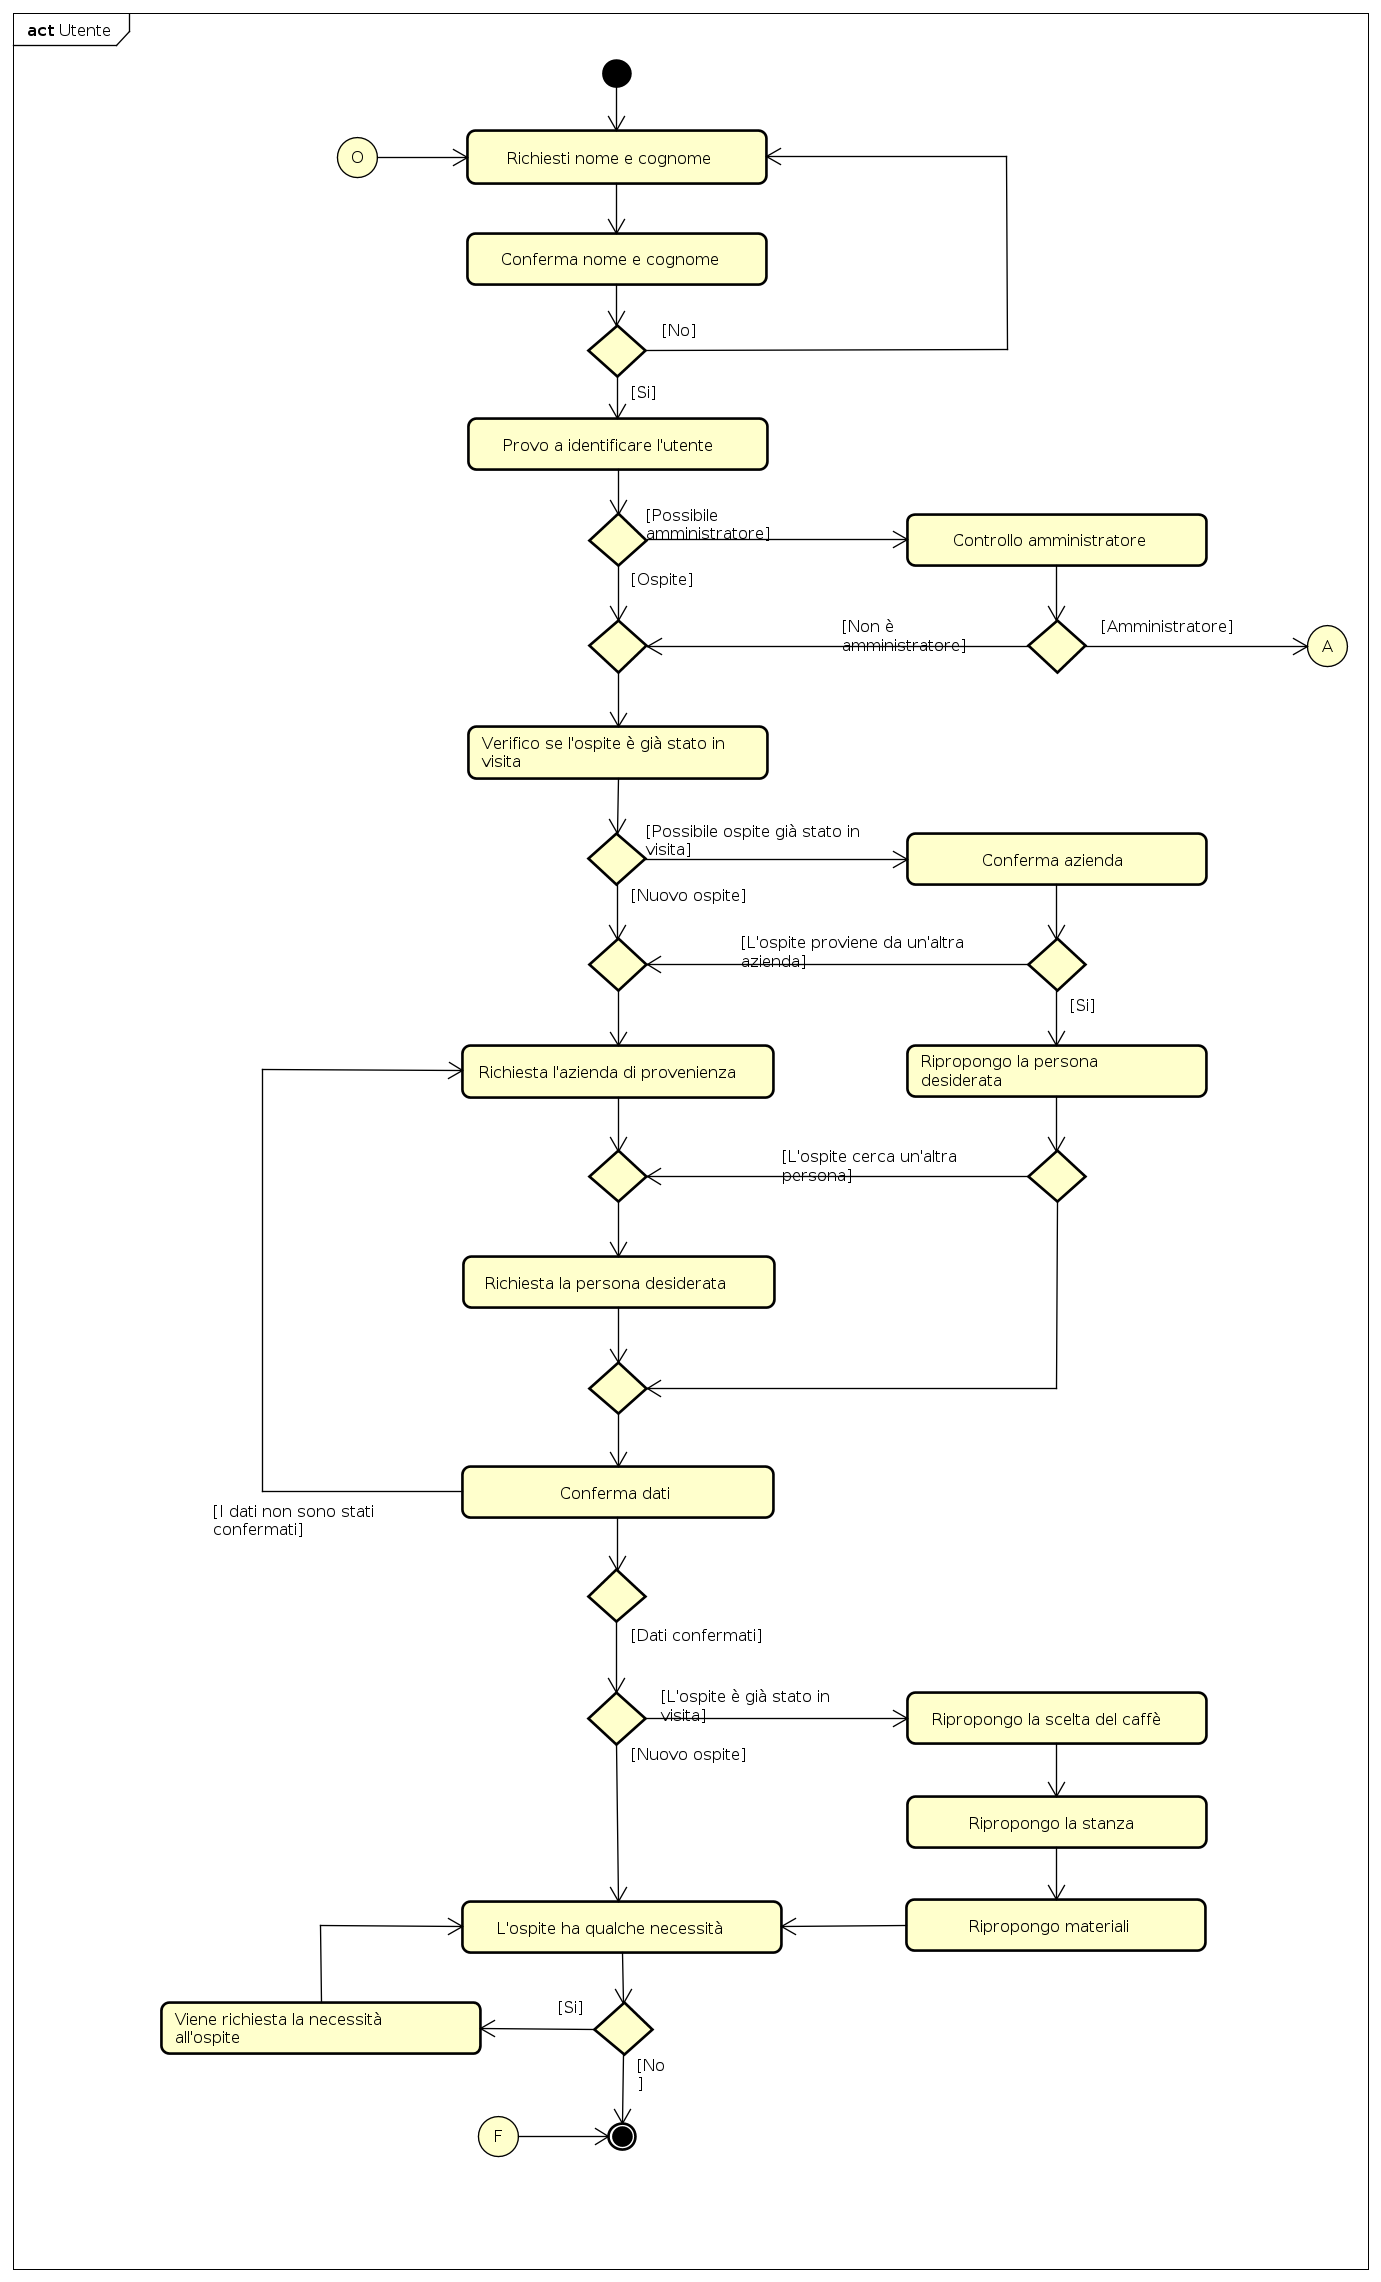 act Utente
O
Richiesti nome e cognome
Conferma nome e cognome
[No]
[Si]
Provo a identificare l'utente
[Possibile
amministratore]
Controllo amministratore
[Ospite]
[Non è
amministratore]
[Amministratore]
A
Verifico se l'ospite è già stato in
visita
[Possibile ospite già stato in
visita]
Conferma azienda
[Nuovo ospite]
[L'ospite proviene da un'altra
azienda]
[Si]
Richiesta l'azienda di provenienza
Ripropongo la persona
desiderata
[L'ospite cerca un'altra
persona]
Richiesta la persona desiderata
Conferma dati
[I dati non sono stati
confermati]
[Dati confermati]
[L'ospite è già stato in
visita]
Ripropongo la scelta del caffè
[Nuovo ospite]
Ripropongo la stanza
L'ospite ha qualche necessità
Ripropongo materiali
[Si]
Viene richiesta la necessità
all'ospite
[No
]
F